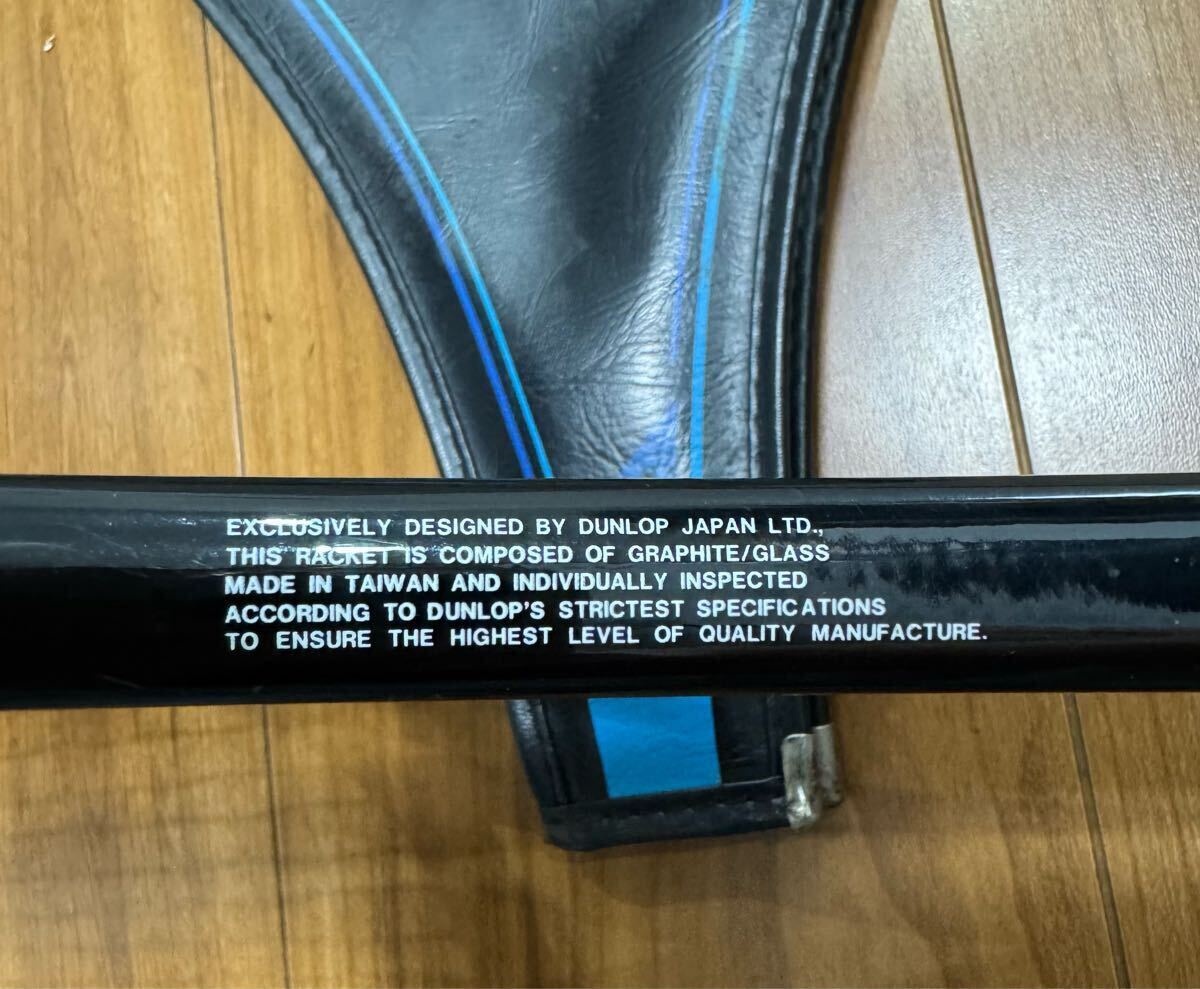 EXCLUSIVELY DESIGNED BY DUNLOP JAPAN LTD.,
THIS RACKET IS COMPOSED OF GRAPHITE/GLASS
MADE IN TAIWAN AND INDIVIDUALLY INSPECTED
ACCORDING TO DUNLOP'S STRICTEST SPECIFICATIONS
TO ENSURE THE HIGHEST LEVEL OF QUALITY MANUFACTURE.